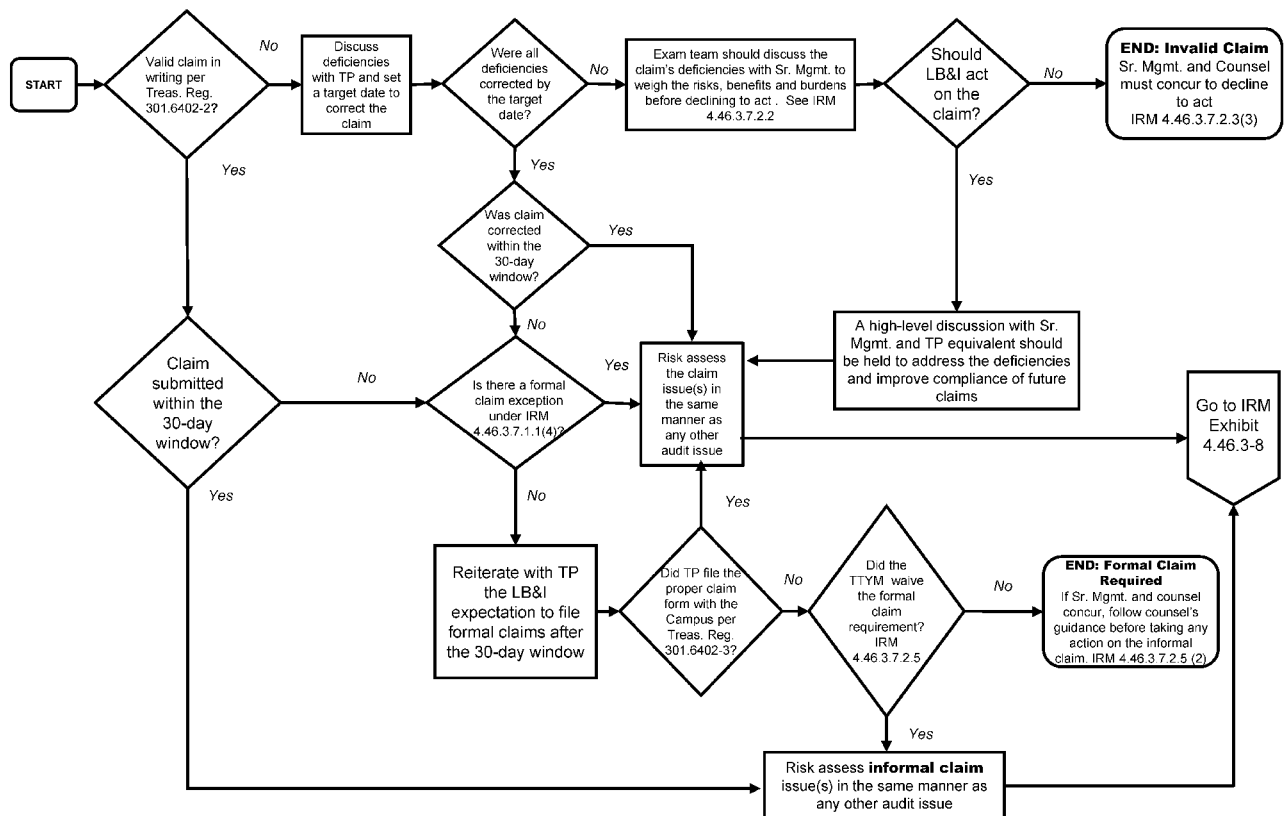 START
Valid claim in
writing per
Treas. Reg.
301.6402-2?
No
Discuss
deficiencies
with TP and set
a target date to
correct the
claim
Were all
deficiencies
corrected by
the target
date?
No
Exam team should discuss the
claim's deficiencies with Sr. Mgmt. to
weigh the risks, benefits and burdens
before declining to act . See IRM
4.46.3.7.2.2
Should
LB&I act
on the
claim?
No
END: Invalid Claim
Sr. Mgmt. and Counsel
must concur to decline
to act
IRM 4.46.3.7.2.3(3)
Yes
Yes
Yes
Was claim
corrected
within the
30-day
window?
Yes
No
Claim
submitted
within the
30-day
window?
No
Yes
Is there a formal
claim exception
under IRM
4.46.3.7.1.1(4)?
Yes
No
Risk assess
the claim
issue(s) in
the same
manner as
any other
audit issue
A high-level discussion with Sr.
Mgmt. and TP equivalent should
be held to address the deficiencies
and improve compliance of future
claims
Go to IRM
Exhibit
4.46.3-8
Reiterate with TP
the LB&I
expectation to file
formal claims after
the 30-day window
Yes
Did TP file the
proper claim
form with the
Campus per
Treas. Reg.
301.6402-3?
No
Did the
TTYM waive
the formal
claim
requirement?
IRM
4.46.3.7.2.5
No
END: Formal Claim
Required
If Sr. Mgmt. and counsel
concur, follow counsel's
guidance before taking any
action on the informal
claim. IRM 4.46.3.7.2.5 (2)
Yes
Risk assess informal claim
issue(s) in the same manner as
any other audit issue